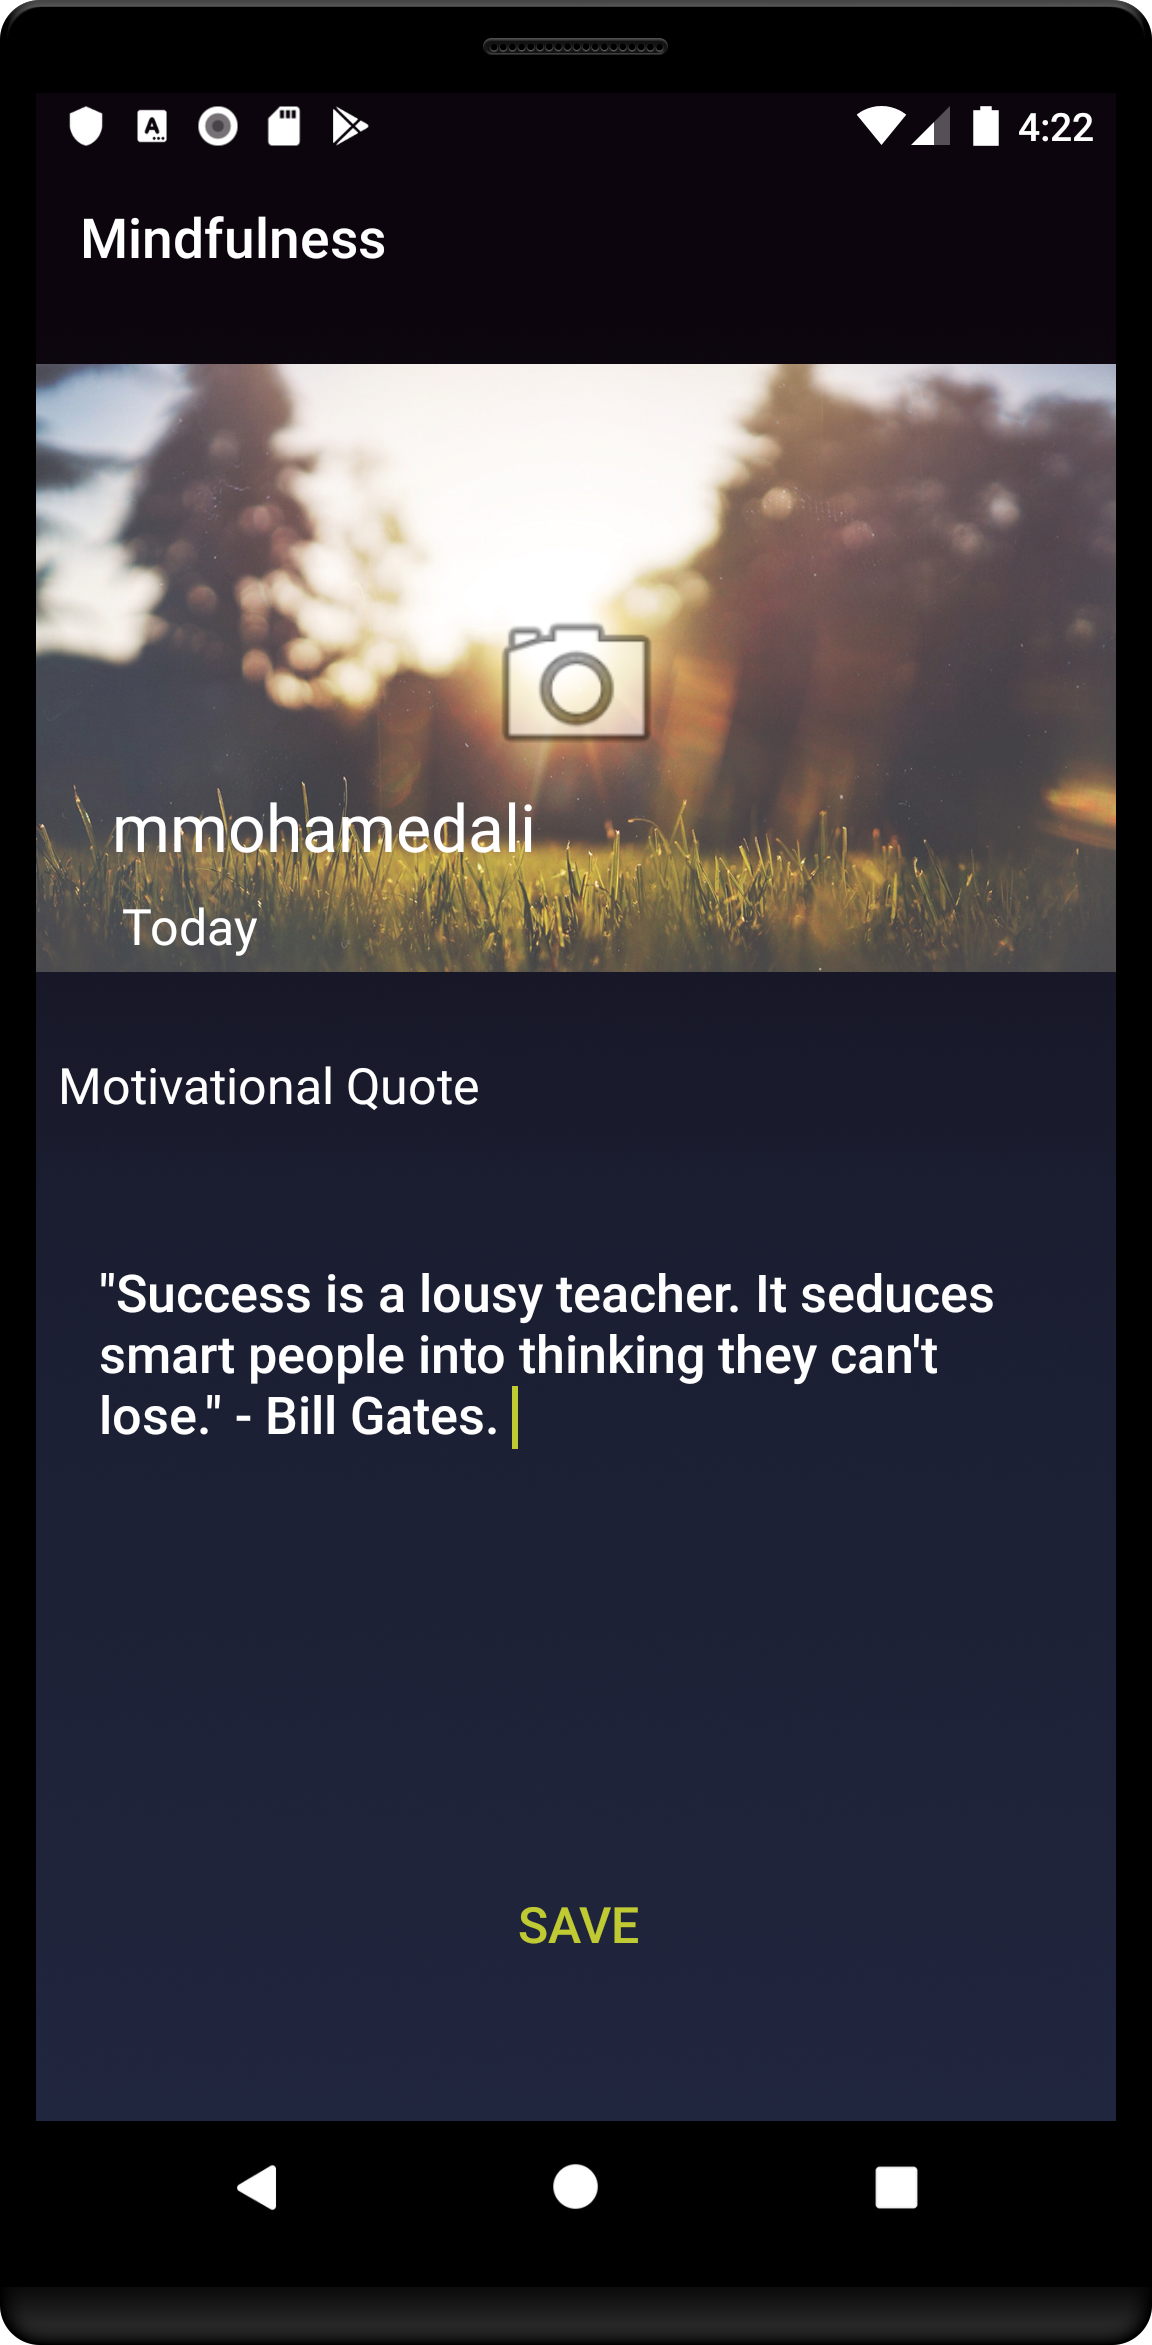 4:22
Mindfulness
mmohamedali
Today
Motivational Quote
"Success is a lousy teacher. It seduces
smart people into thinking they can't
lose." - Bill Gates.
SAVE